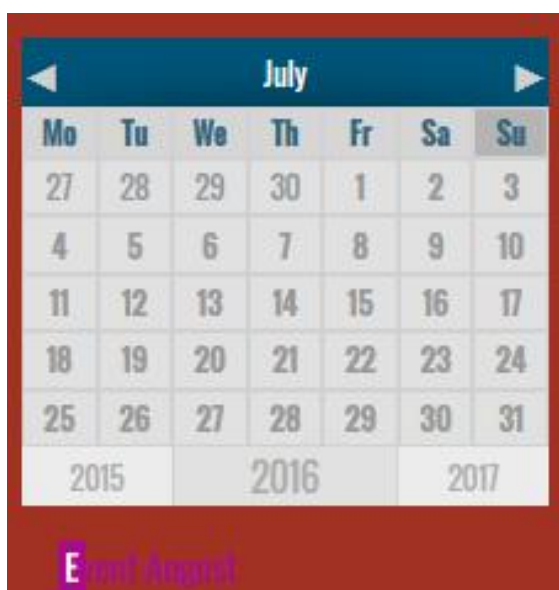 ◀ July ▶
Mo Tu We Th Fr Sa Su
27 28 29 30 1 2 3
4 5 6 7 8 9 10
11 12 13 14 15 16 17
18 19 20 21 22 23 24
25 26 27 28 29 30 31
2015 2016 2017
Event August